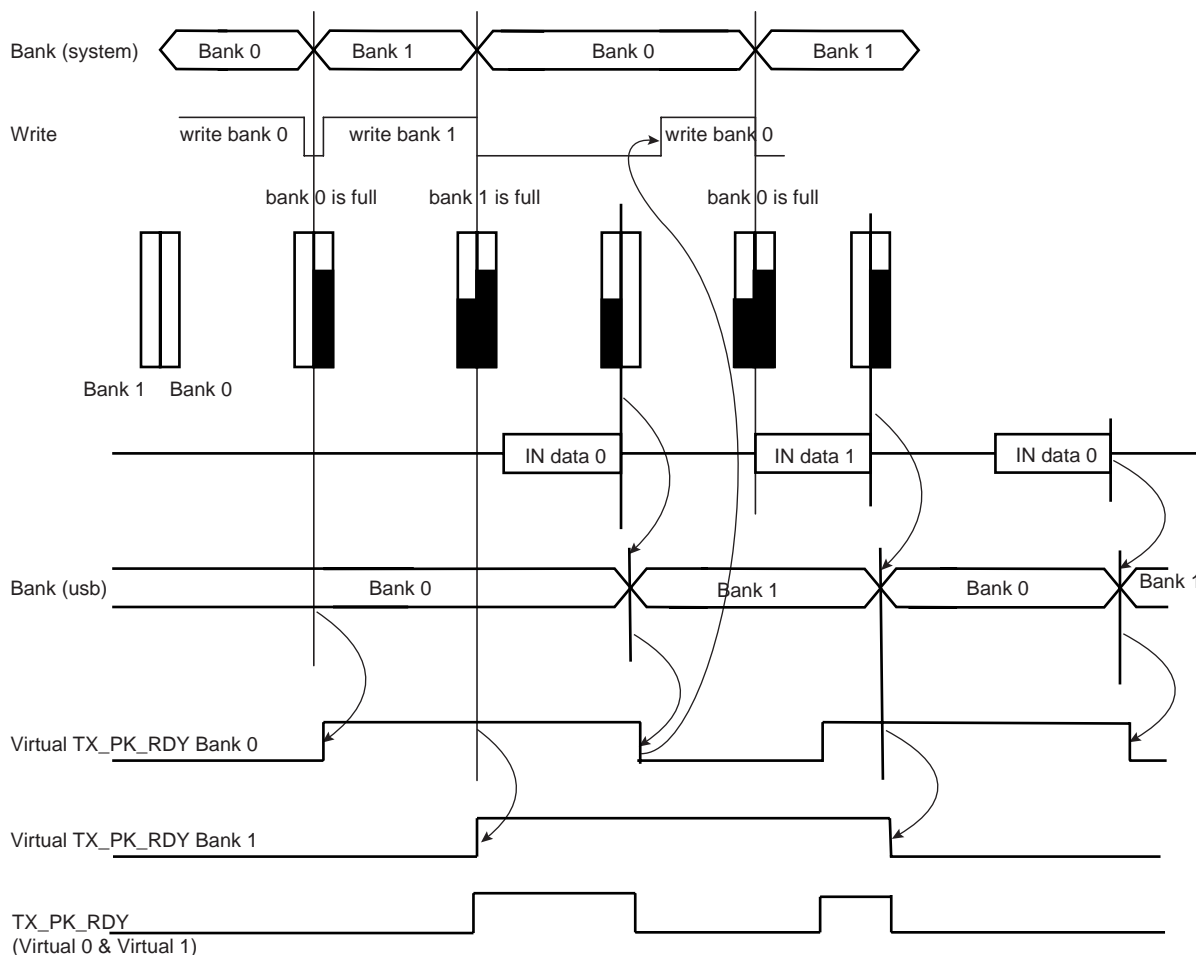 Bank (system)
Bank 0
Bank 1
Bank 0
Bank 1
Write
write bank 0
write bank 1
write bank 0
bank 0 is full
bank 1 is full
bank 0 is full
Bank 1
Bank 0
IN data 0
IN data 1
IN data 0
Bank (usb)
Bank 0
Bank 1
Bank 0
Bank 1
Virtual TX_PK_RDY Bank 0
Virtual TX_PK_RDY Bank 1
TX_PK_RDY
(Virtual 0 & Virtual 1)